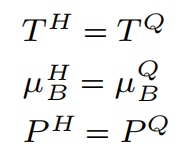 T^H = T^Q
μ_B^H = μ_B^Q
P^H = P^Q